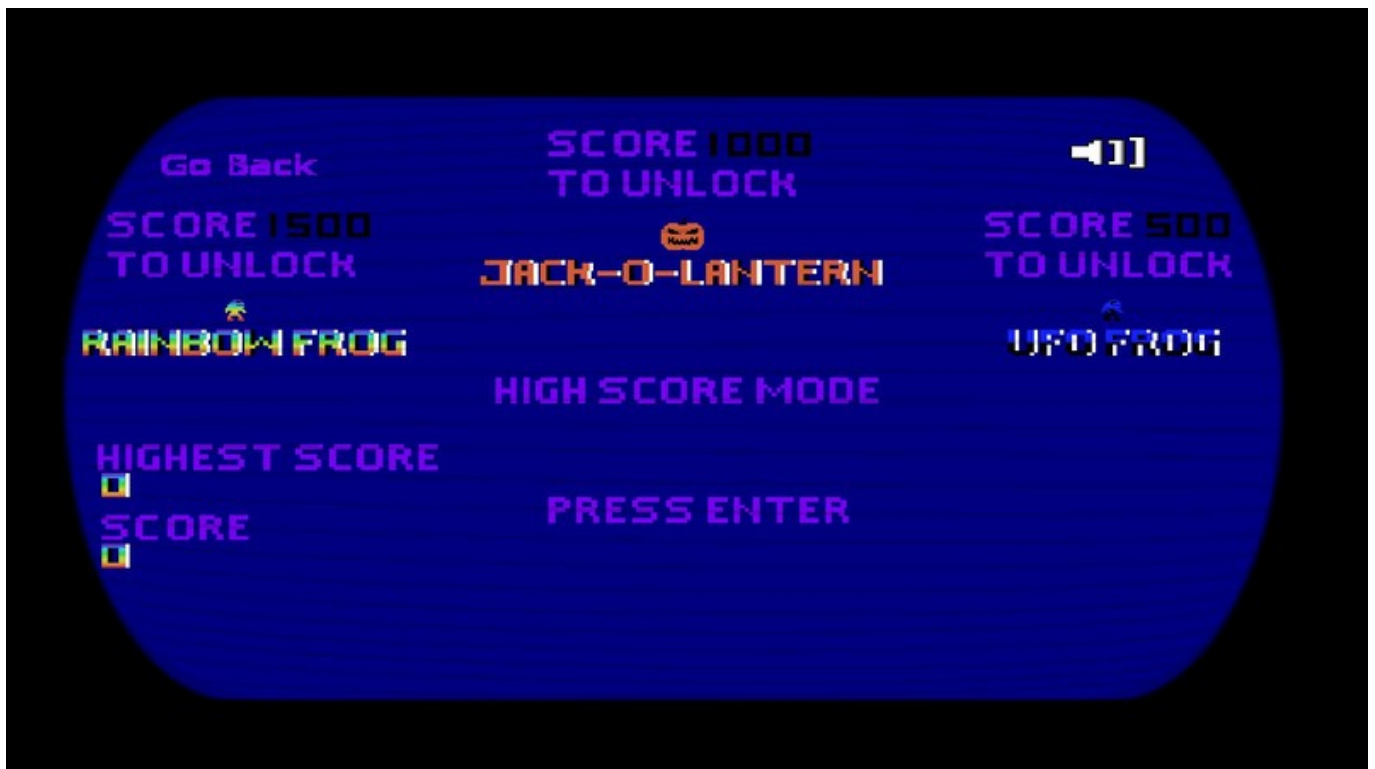 Go Back
SCORE 1000
TO UNLOCK
JACK-O-LANTERN
SCORE 1500
TO UNLOCK
RAINBOW FROG
SCORE 500
TO UNLOCK
UFO FROG
HIGH SCORE MODE
HIGHEST SCORE
0
SCORE
0
PRESS ENTER